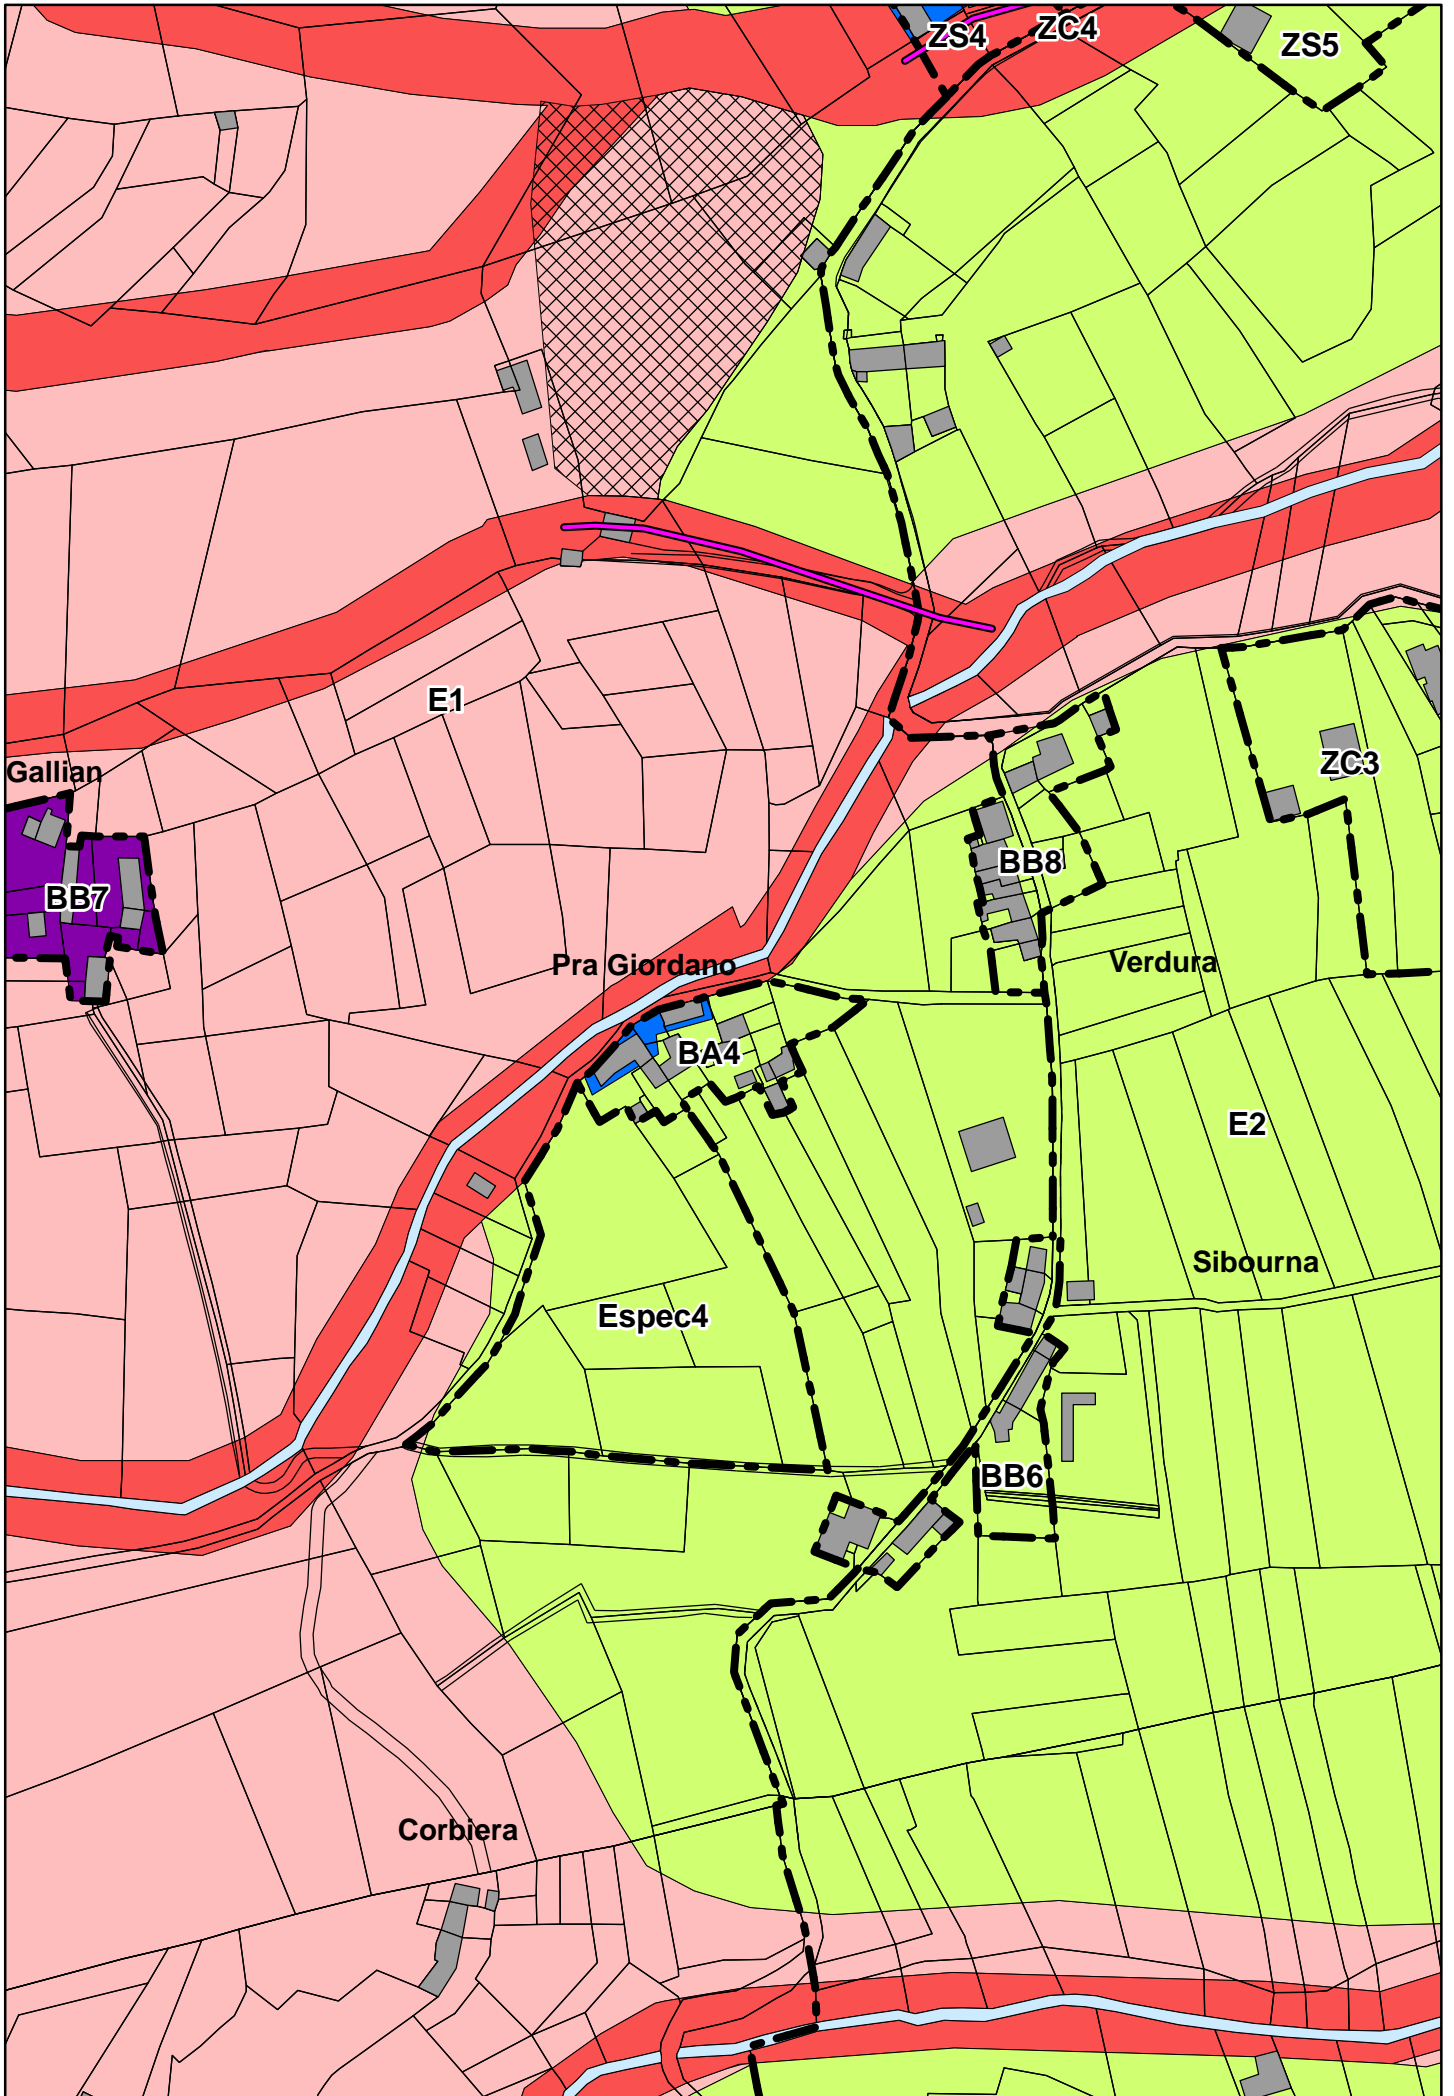 ZC4
ZS4
ZS5
E1
ZC3
Gallian
BB8
BB7
Pra Giordano
Verdura
BA4
E2
Sibourna
Espec4
BB6
Corbiera